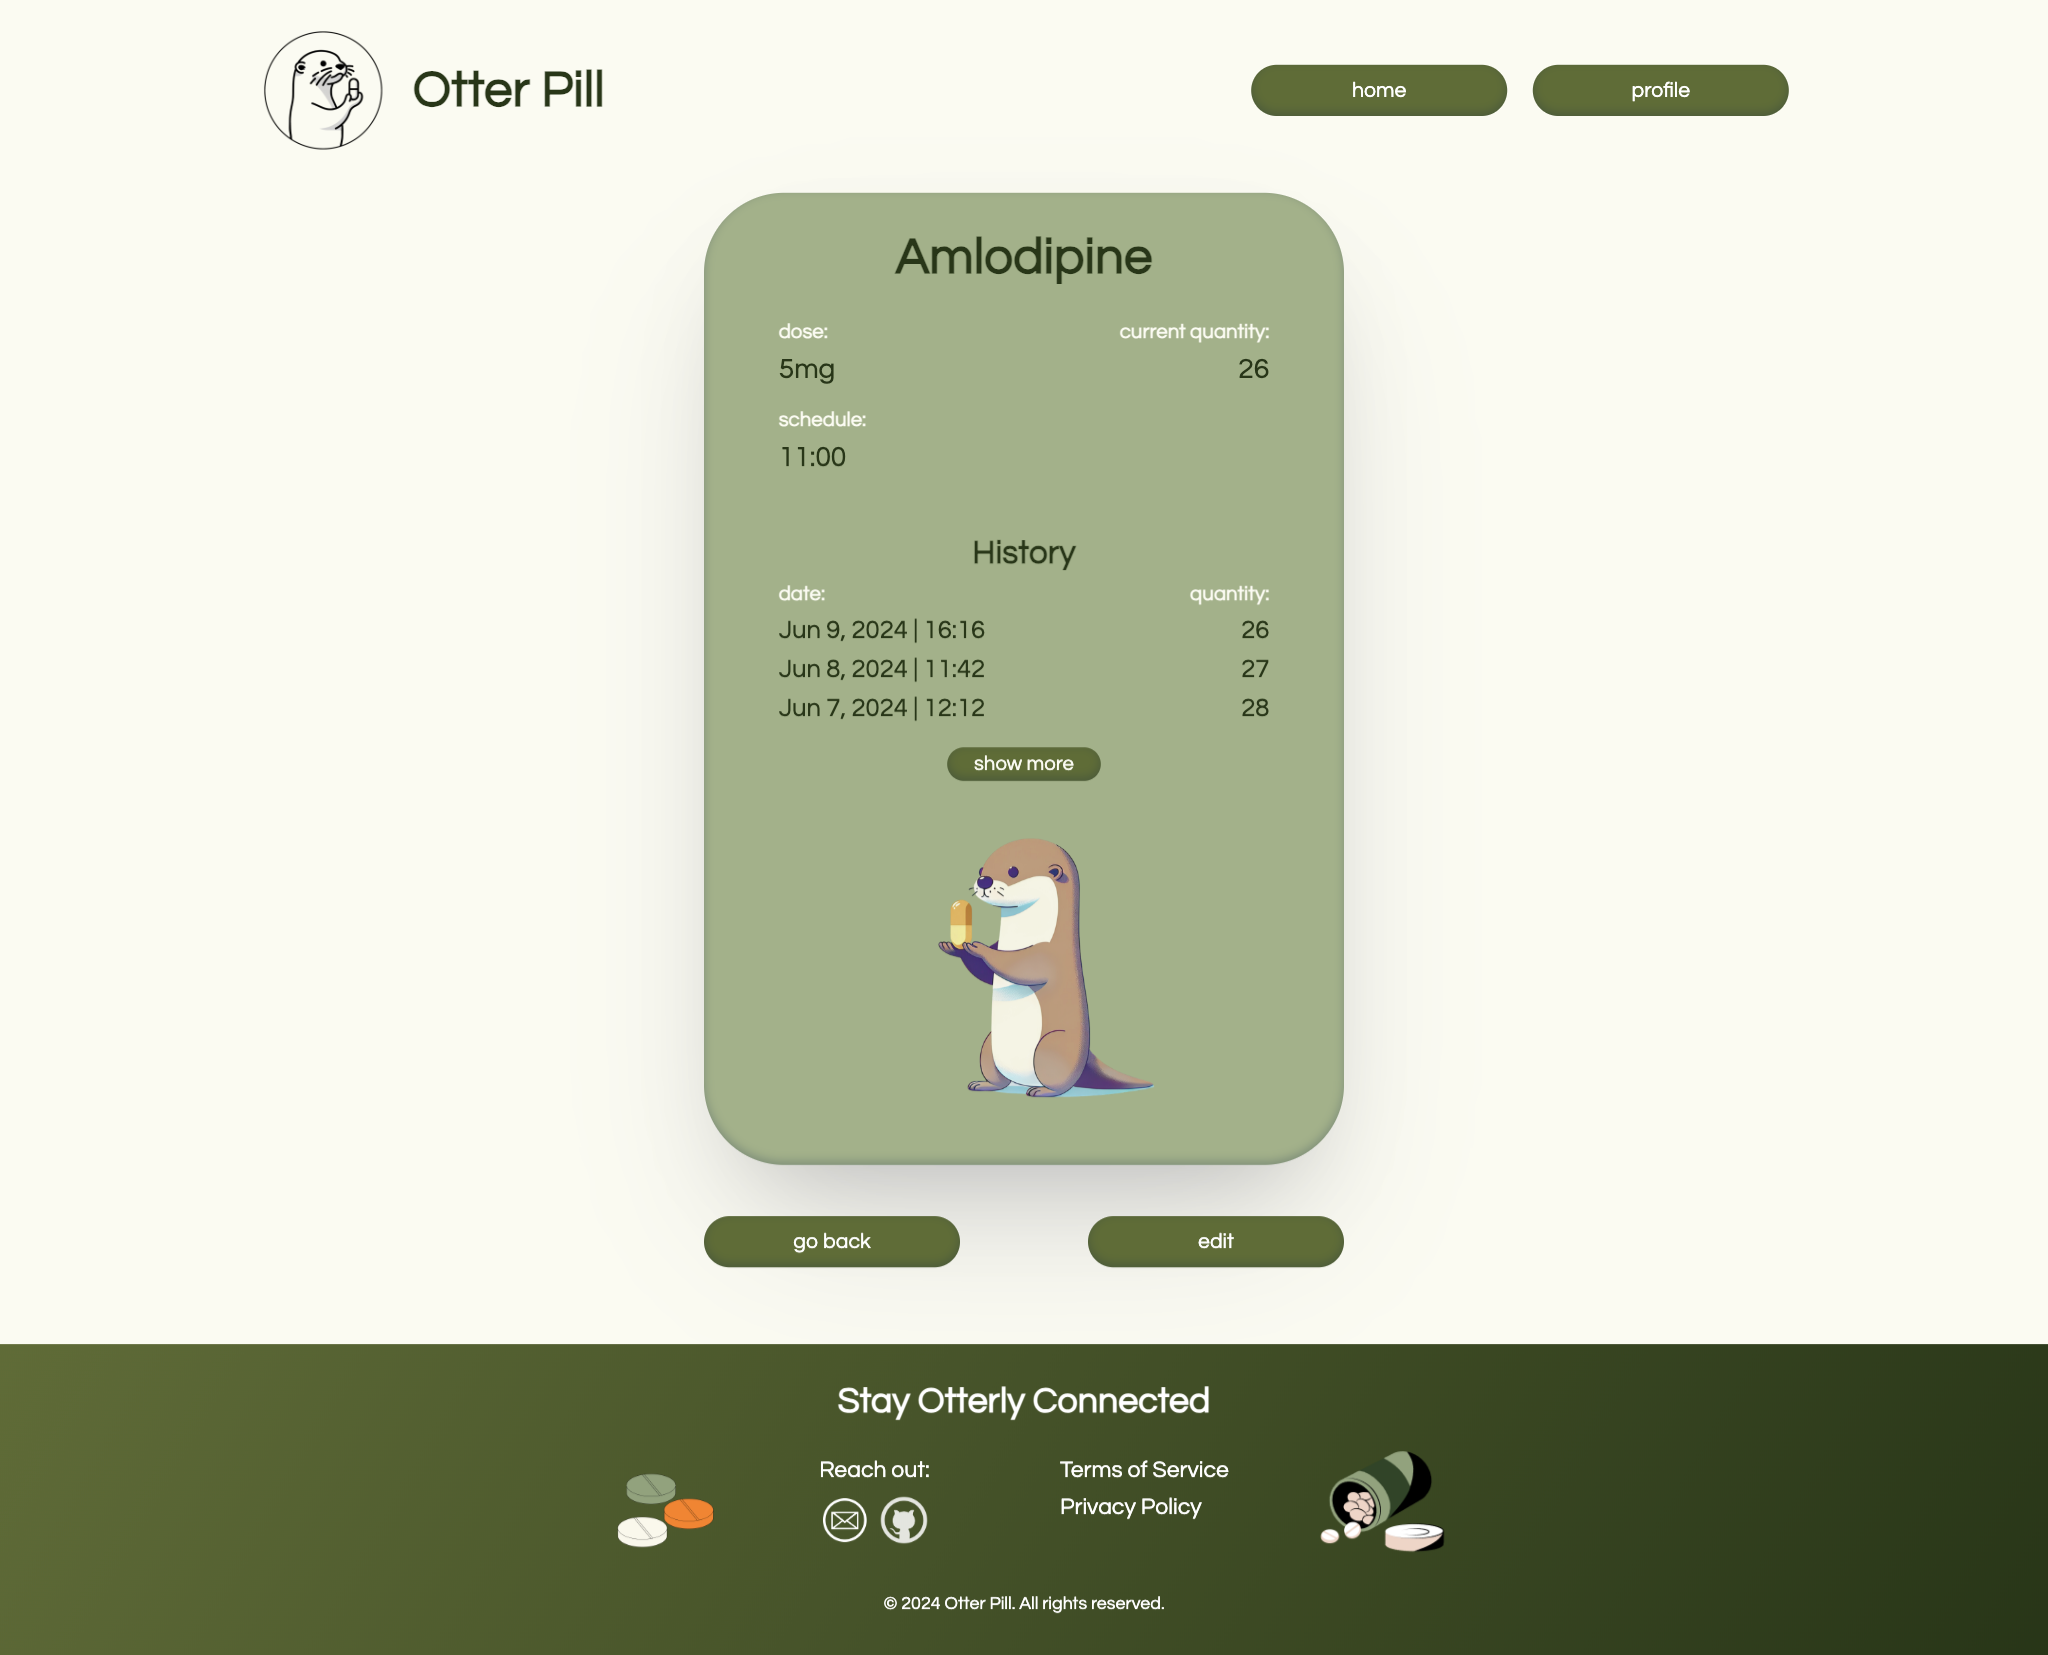 Otter Pill
home
profile
Amlodipine
dose:
current quantity:
5mg
26
schedule:
11:00
History
date:
quantity:
Jun 9, 2024 | 16:16
26
Jun 8, 2024 | 11:42
27
Jun 7, 2024 | 12:12
28
show more
go back
edit
Stay Otterly Connected
Reach out:
Terms of Service
Privacy Policy
© 2024 Otter Pill. All rights reserved.